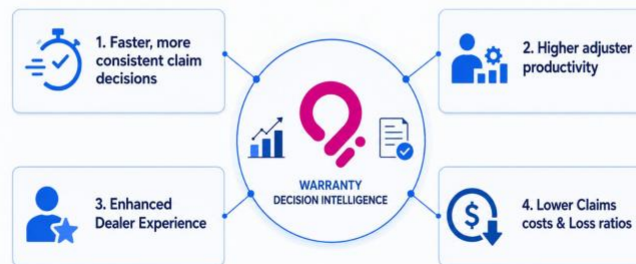 1. Faster, more
consistent claim
decisions
2. Higher adjuster
productivity
WARRANTY
DECISION INTELLIGENCE
3. Enhanced
Dealer Experience
$
4. Lower Claims
costs & Loss ratios